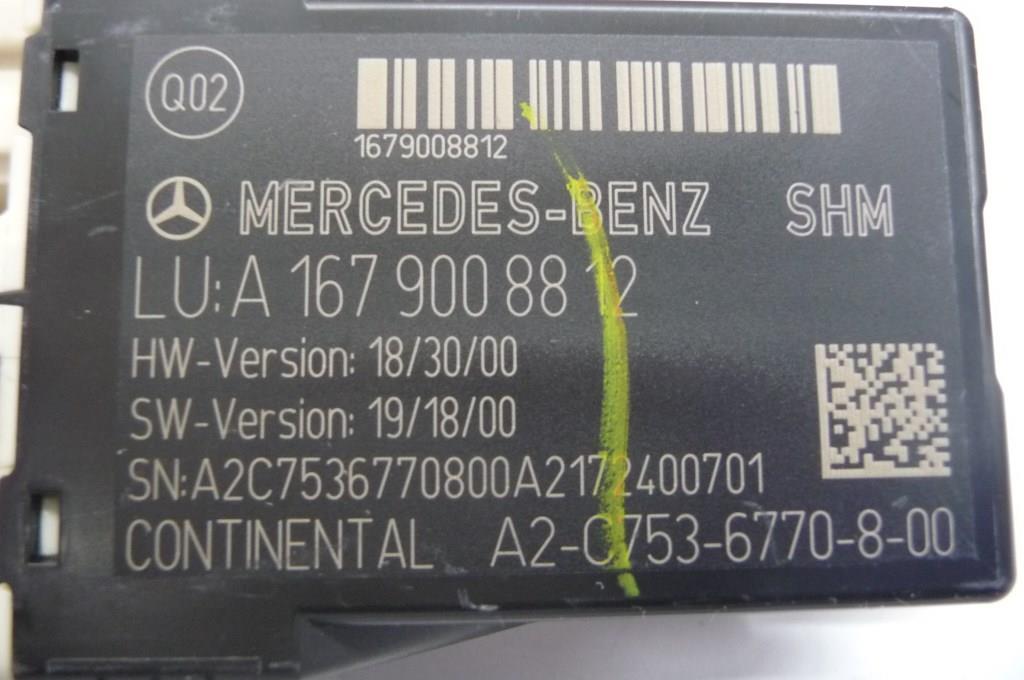 Q02
1679008812
MERCEDES-BENZ SHM
LU:A 167 900 88 12
HW-Version: 18/30/00
SW-Version: 19/18/00
SN:A2C7536770800A2172400701
CONTINENTAL A2-C753-6770-8-00